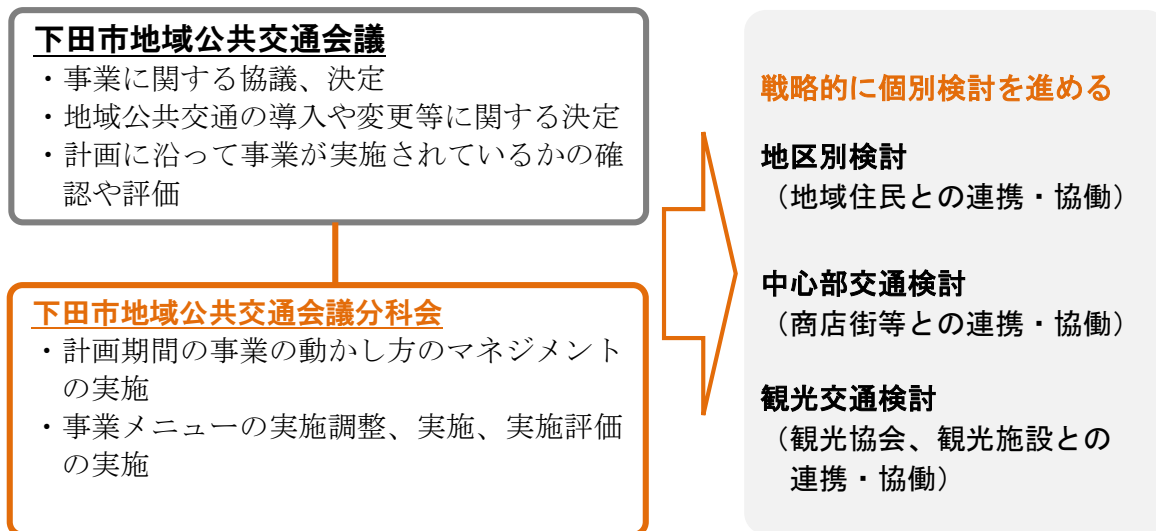 下田市地域公共交通会議
・事業に関する協議、決定
・地域公共交通の導入や変更等に関する決定
・計画に沿って事業が実施されているかの確
認や評価
下田市地域公共交通会議分科会
・計画期間の事業の動かし方のマネジメント
の実施
・事業メニューの実施調整、実施、実施評価
の実施
戦略的に個別検討を進める
地区別検討
（地域住民との連携・協働）
中心部交通検討
（商店街等との連携・協働）
観光交通検討
（観光協会、観光施設との
連携・協働）